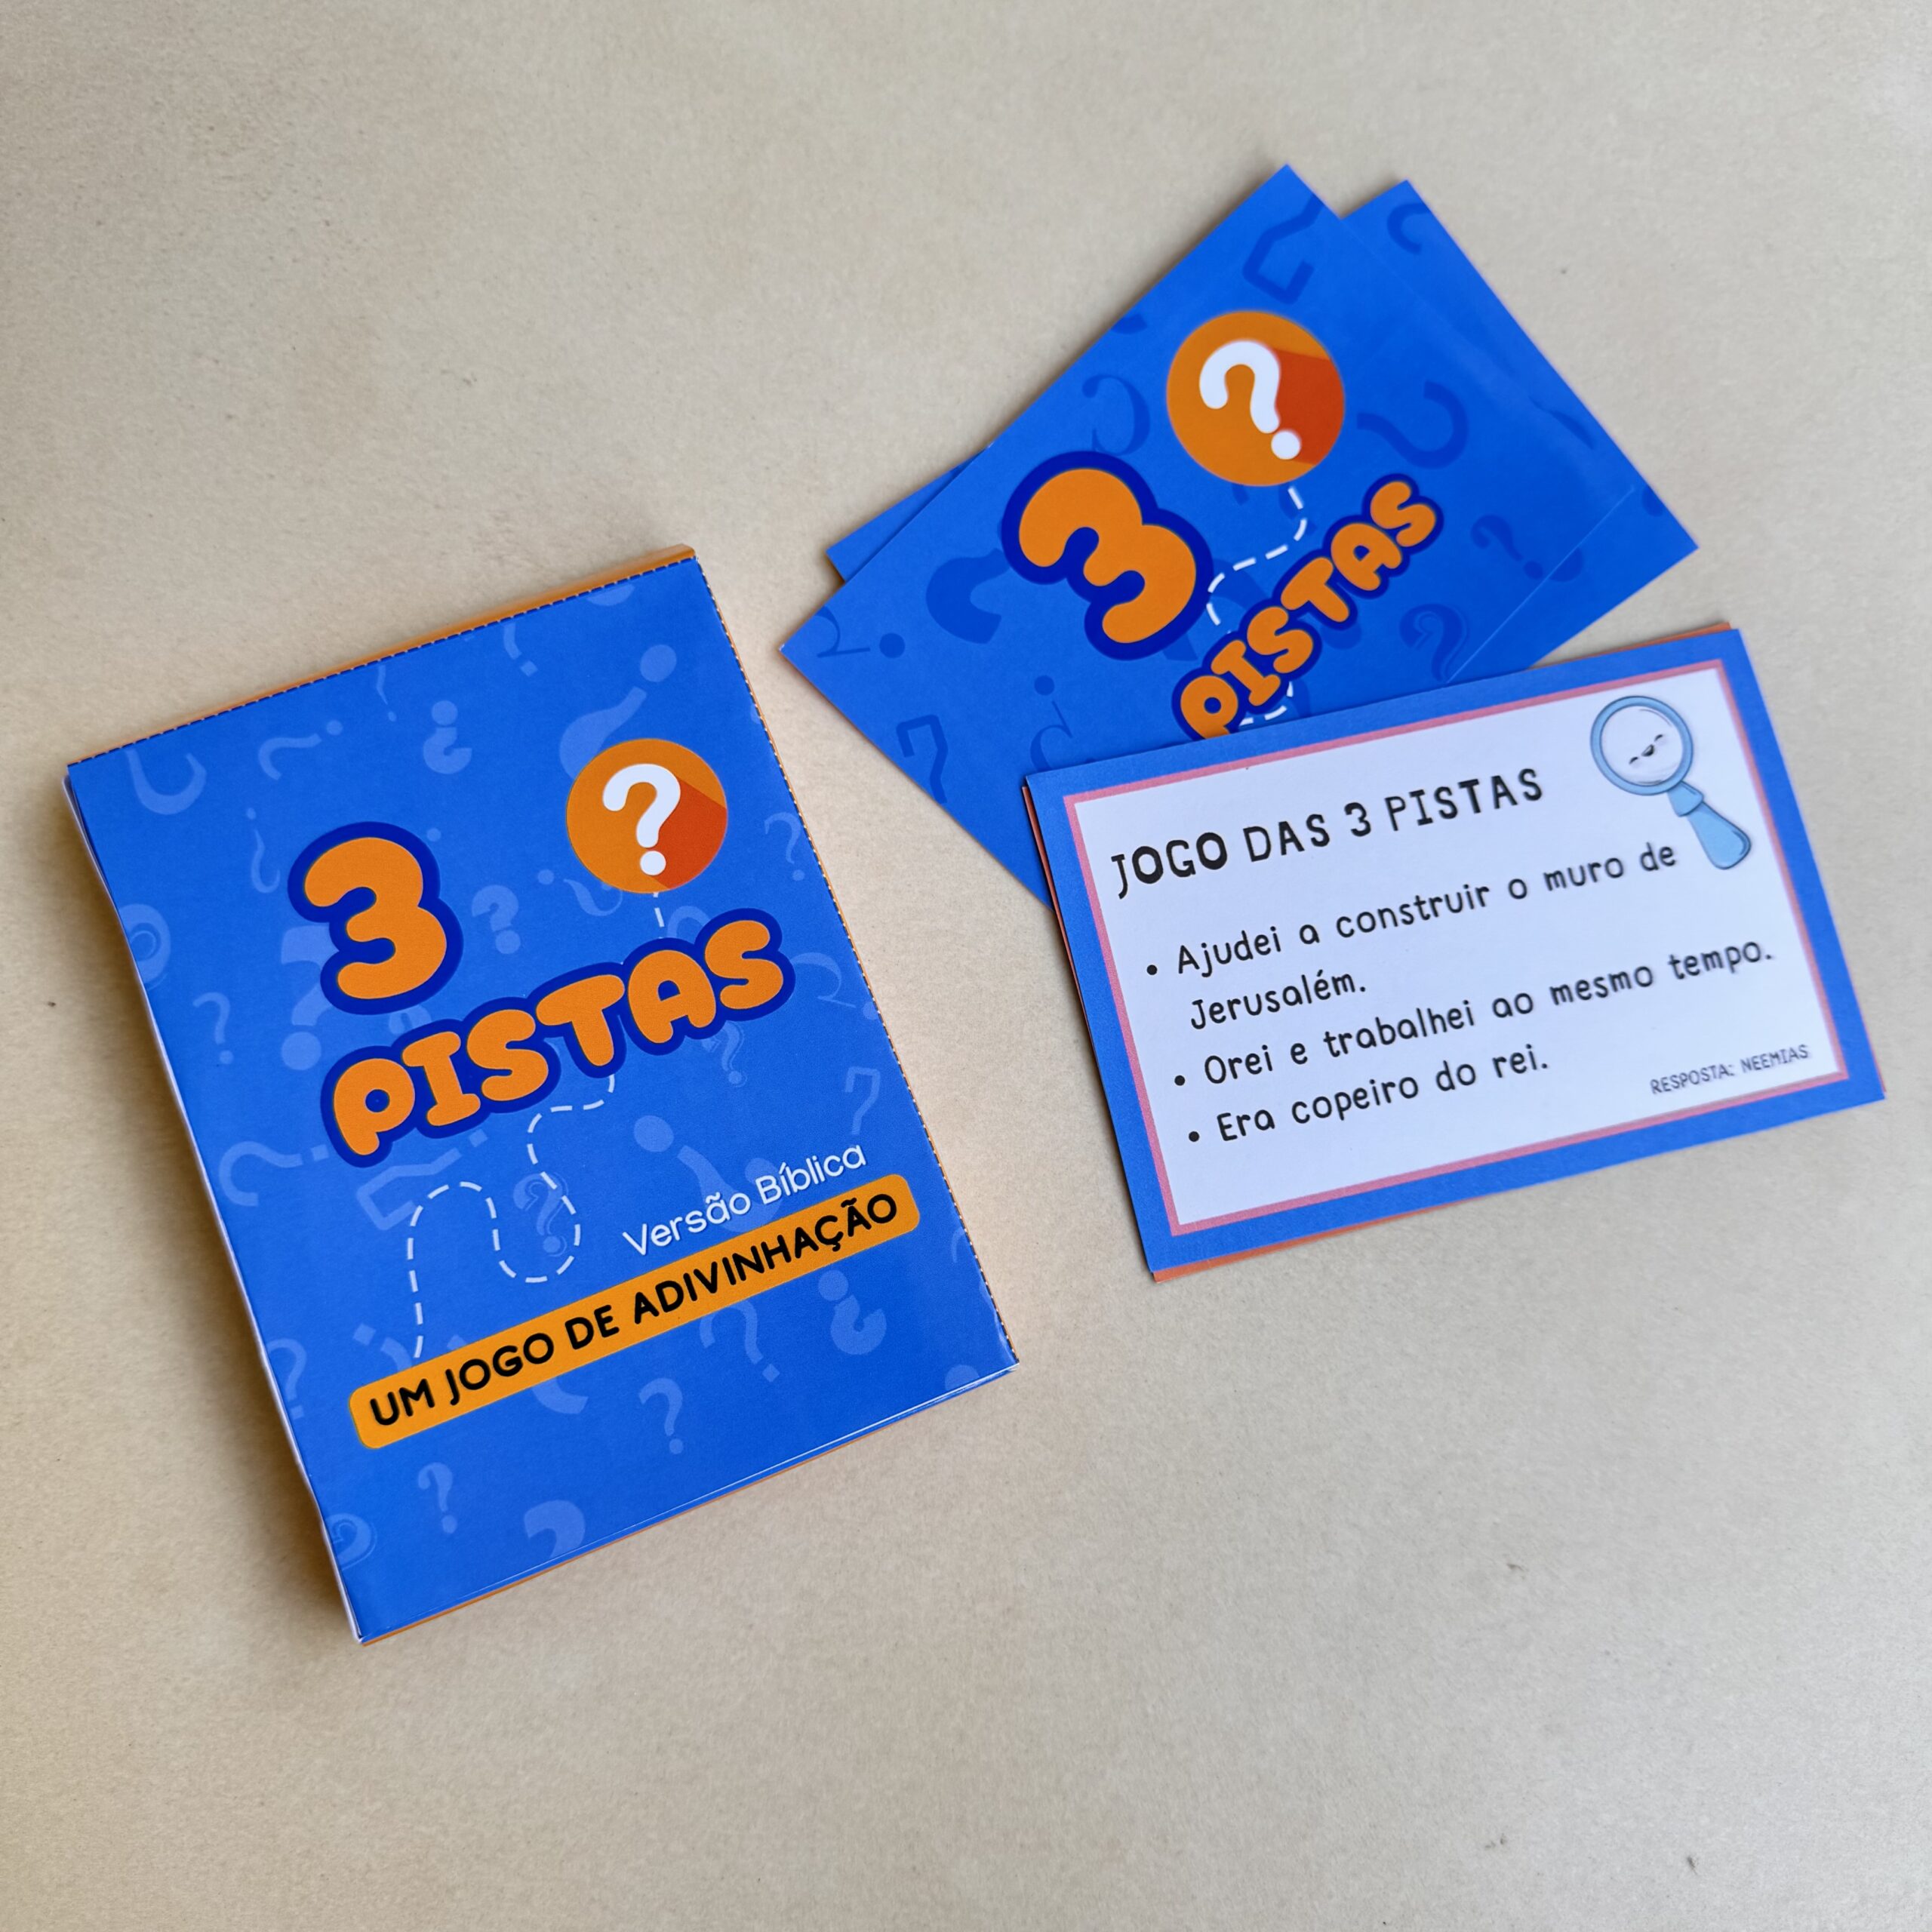 3
PISTAS
Versão Bíblica
UM JOGO DE ADIVINHAÇÃO
3
PISTAS
JOGO DAS 3 PISTAS
• Ajudei a construir o muro de
Jerusalém.
• Orei e trabalhei ao mesmo tempo.
• Era copeiro do rei.
RESPOSTA: NEEMIAS